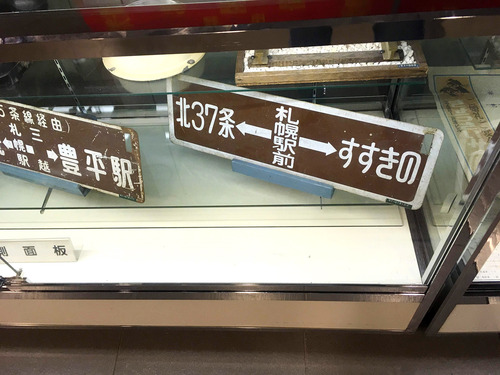 条線経由)
札 三
幌 越
駅
豊平駅
北37条
札幌駅前
すすきの
側面板